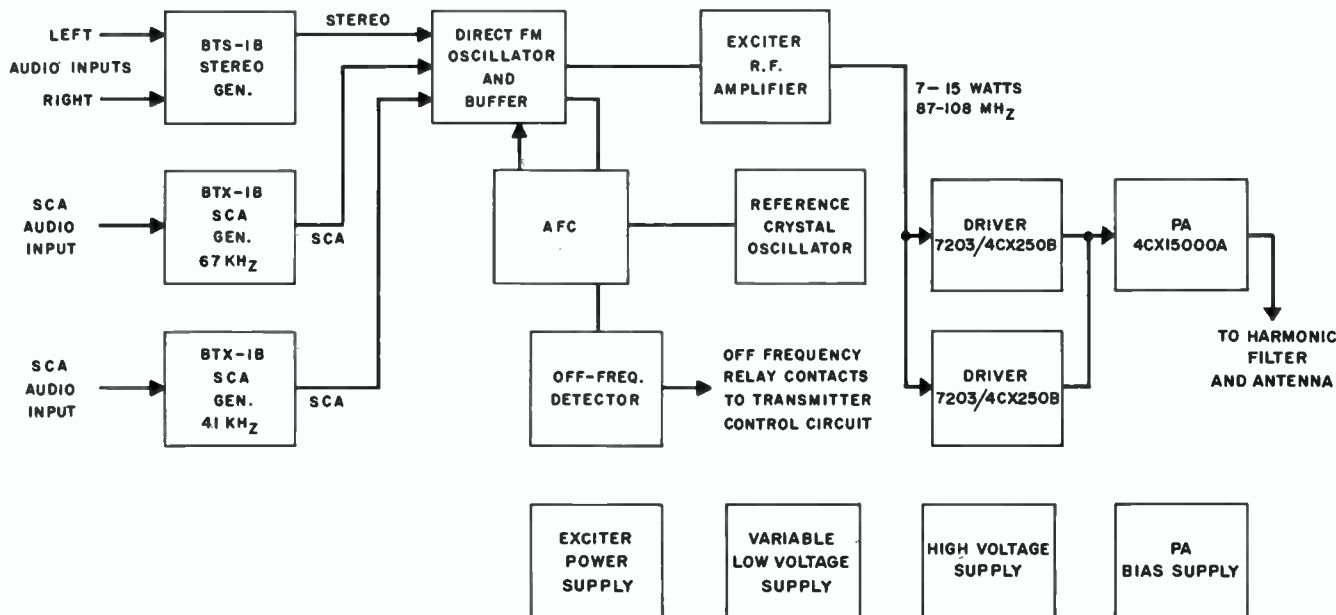 LEFT
AUDIO INPUTS
RIGHT
BTS-1B
STEREO
GEN.
STEREO
DIRECT FM
OSCILLATOR
AND
BUFFER
EXCITER
R.F.
AMPLIFIER
7-15 WATTS
87-108 MHZ
SCA
AUDIO
INPUT
BTX-1B
SCA
GEN.
67 KHZ
SCA
AFC
REFERENCE
CRYSTAL
OSCILLATOR
DRIVER
7203/4CX250B
PA
4CX15000A
SCA
AUDIO
INPUT
BTX-1B
SCA
GEN.
41 KHZ
SCA
OFF-FREQ.
DETECTOR
OFF FREQUENCY
RELAY CONTACTS
TO TRANSMITTER
CONTROL CIRCUIT
DRIVER
7203/4CX250B
TO HARMONIC
FILTER
AND ANTENNA
EXCITER
POWER
SUPPLY
VARIABLE
LOW VOLTAGE
SUPPLY
HIGH VOLTAGE
SUPPLY
PA
BIAS SUPPLY